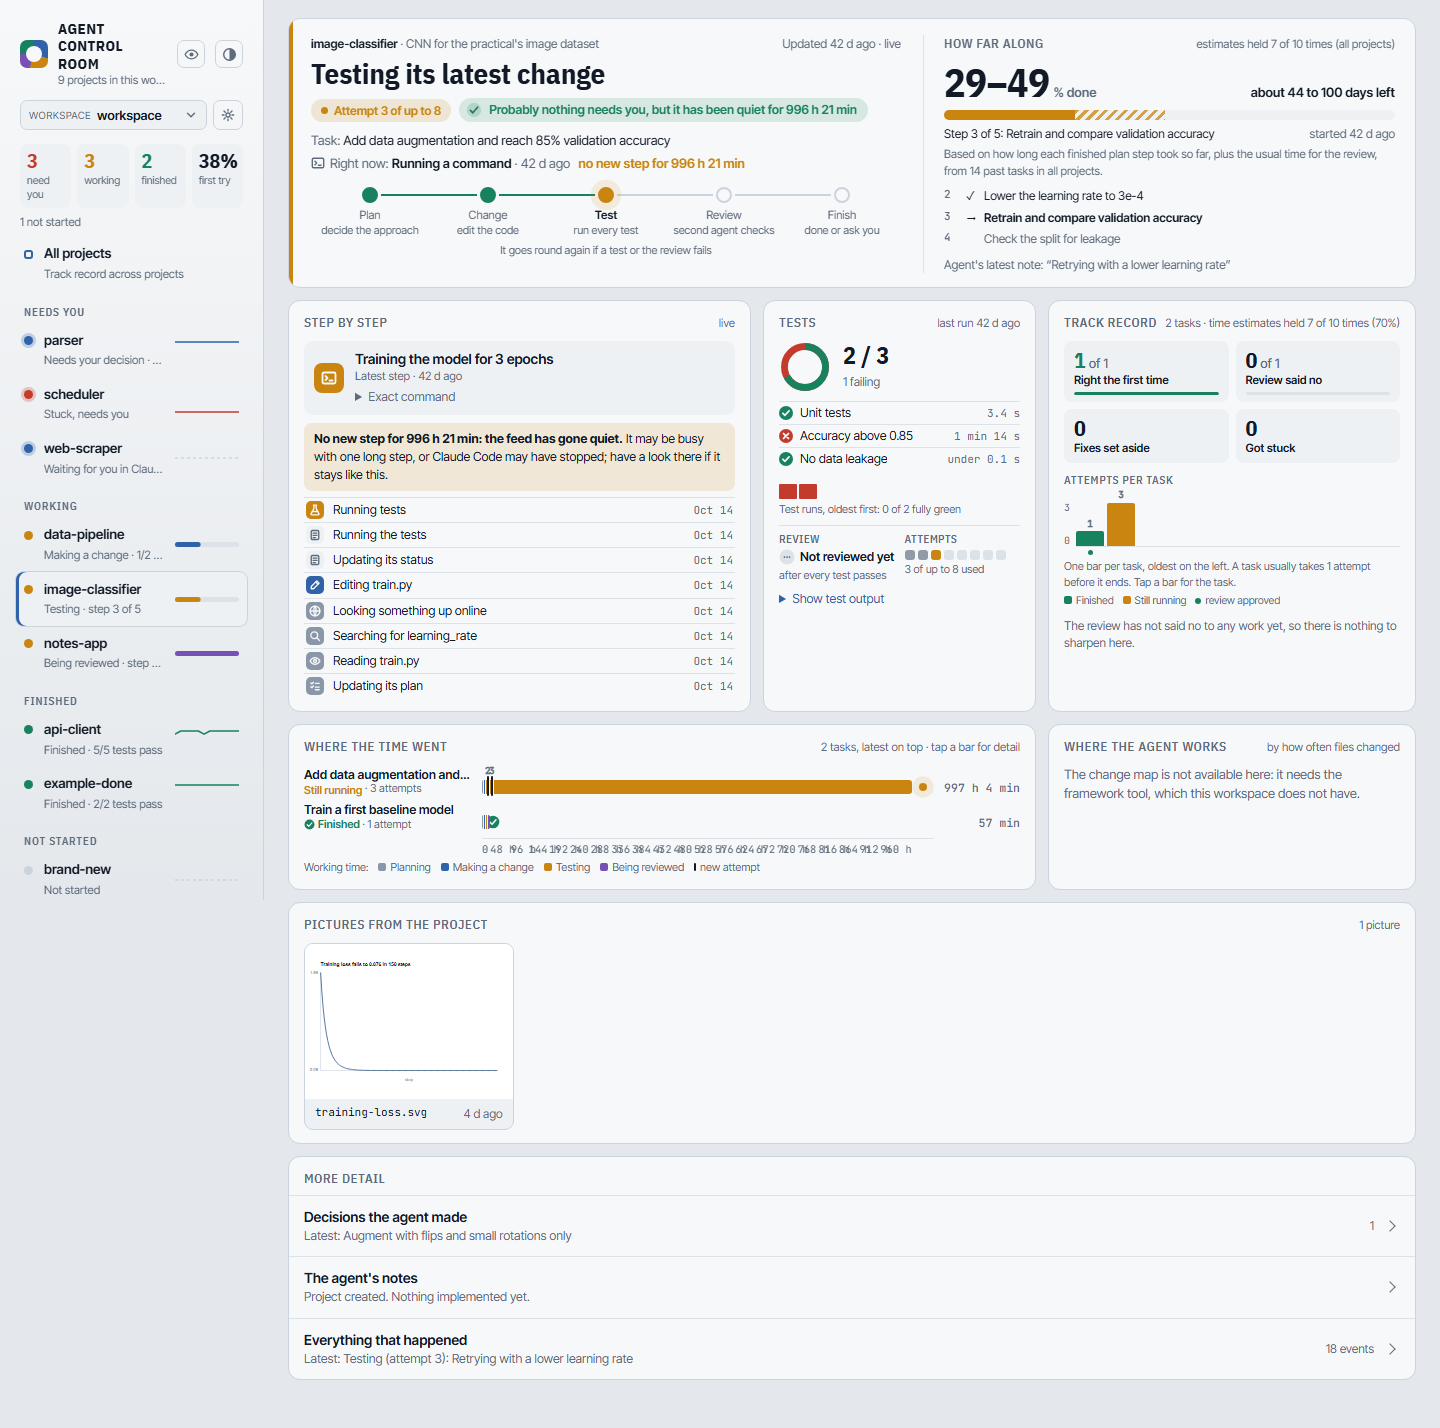 AGENT
CONTROL
ROOM
9 projects in this wo...
WORKSPACE workspace
3 need you
3 working
2 finished
38% first try
1 not started
All projects
Track record across projects
NEEDS YOU
parser
Needs your decision · ...
scheduler
Stuck, needs you
web-scraper
Waiting for you in Clau...
WORKING
data-pipeline
Making a change · 1/2 ...
image-classifier
Testing · step 3 of 5
notes-app
Being reviewed · step ...
FINISHED
api-client
Finished · 5/5 tests pass
example-done
Finished · 2/2 tests pass
NOT STARTED
brand-new
Not started
image-classifier · CNN for the practical's image dataset
Updated 42 d ago · live
Testing its latest change
Attempt 3 of up to 8
Probably nothing needs you, but it has been quiet for 996 h 21 min
Task: Add data augmentation and reach 85% validation accuracy
Right now: Running a command · 42 d ago no new step for 996 h 21 min
Plan
decide the approach
Change
edit the code
Test
run every test
Review
second agent checks
Finish
done or ask you
It goes round again if a test or the review fails
HOW FAR ALONG
estimates held 7 of 10 times (all projects)
29–49 % done
about 44 to 100 days left
Step 3 of 5: Retrain and compare validation accuracy
started 42 d ago
Based on how long each finished plan step took so far, plus the usual time for the review,
from 14 past tasks in all projects.
2 ✓ Lower the learning rate to 3e-4
3 → Retrain and compare validation accuracy
4 Check the split for leakage
Agent's latest note: “Retrying with a lower learning rate”
STEP BY STEP
live
Training the model for 3 epochs
Latest step · 42 d ago
▶ Exact command
No new step for 996 h 21 min: the feed has gone quiet. It may be busy
with one long step, or Claude Code may have stopped; have a look there if it
stays like this.
Running tests Oct 14
Running the tests Oct 14
Updating its status Oct 14
Editing train.py Oct 14
Looking something up online Oct 14
Searching for learning_rate Oct 14
Reading train.py Oct 14
Updating its plan Oct 14
TESTS
last run 42 d ago
2 / 3
1 failing
Unit tests 3.4 s
Accuracy above 0.85 1 min 14 s
No data leakage under 0.1 s
Test runs, oldest first: 0 of 2 fully green
REVIEW
Not reviewed yet
after every test passes
ATTEMPTS
3 of up to 8 used
▶ Show test output
TRACK RECORD
2 tasks · time estimates held 7 of 10 times (70%)
1 of 1
Right the first time
0 of 1
Review said no
0
Fixes set aside
0
Got stuck
ATTEMPTS PER TASK
3
0
1
3
One bar per task, oldest on the left. A task usually takes 1 attempt
before it ends. Tap a bar for the task.
Finished Still running review approved
The review has not said no to any work yet, so there is nothing to
sharpen here.
WHERE THE TIME WENT
2 tasks, latest on top · tap a bar for detail
Add data augmentation and...
Still running · 3 attempts
23
997 h 4 min
Train a first baseline model
Finished · 1 attempt
57 min
Working time: Planning Making a change Testing Being reviewed new attempt
WHERE THE AGENT WORKS
by how often files changed
The change map is not available here: it needs the
framework tool, which this workspace does not have.
PICTURES FROM THE PROJECT
1 picture
Training loss falls to 0.076 in 150 steps
step
training-loss.svg
4 d ago
MORE DETAIL
Decisions the agent made
Latest: Augment with flips and small rotations only
1
The agent's notes
Project created. Nothing implemented yet.
Everything that happened
Latest: Testing (attempt 3): Retrying with a lower learning rate
18 events